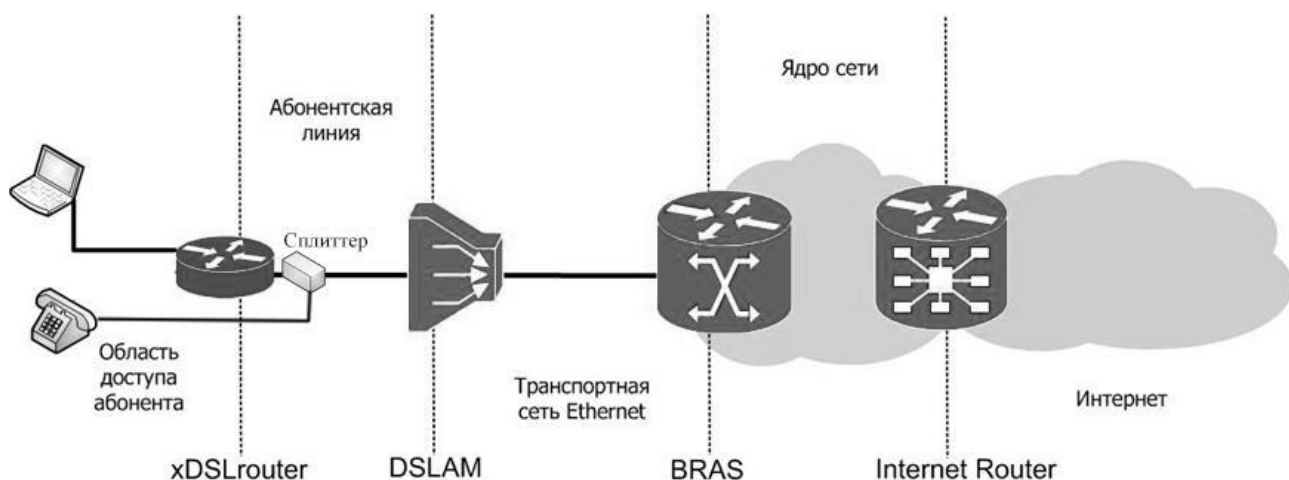 Ядро сети
Абонентская
линия
Сплиттер
Область
доступа
абонента
Транспортная
сеть Ethernet
Интернет
xDSLrouter
DSLAM
BRAS
Internet Router